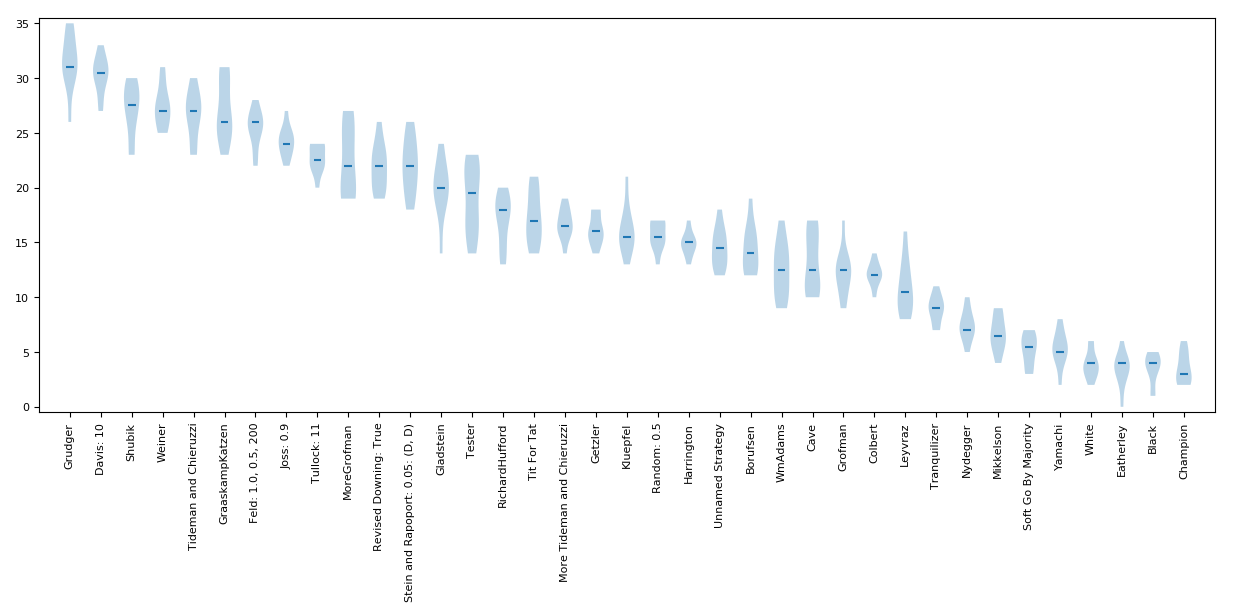 35
30
25
20
15
10
5
0
Grudger
Davis: 10
Shubik
Weiner
Tideman and Chieruzzi
GraaskampKatzen
Feld: 1.0, 0.5, 200
Joss: 0.9
Tullock: 11
MoreGrofman
Revised Downing: True
Stein and Rapoport: 0.05: (D, D)
Gladstein
Tester
RichardHufford
Tit For Tat
More Tideman and Chieruzzi
Getzler
Kluepfel
Random: 0.5
Harrington
Unnamed Strategy
Borufsen
WmAdams
Cave
Grofman
Colbert
Leyvraz
Tranquilizer
Nydegger
Mikkelson
Soft Go By Majority
Yamachi
White
Eatherley
Black
Champion